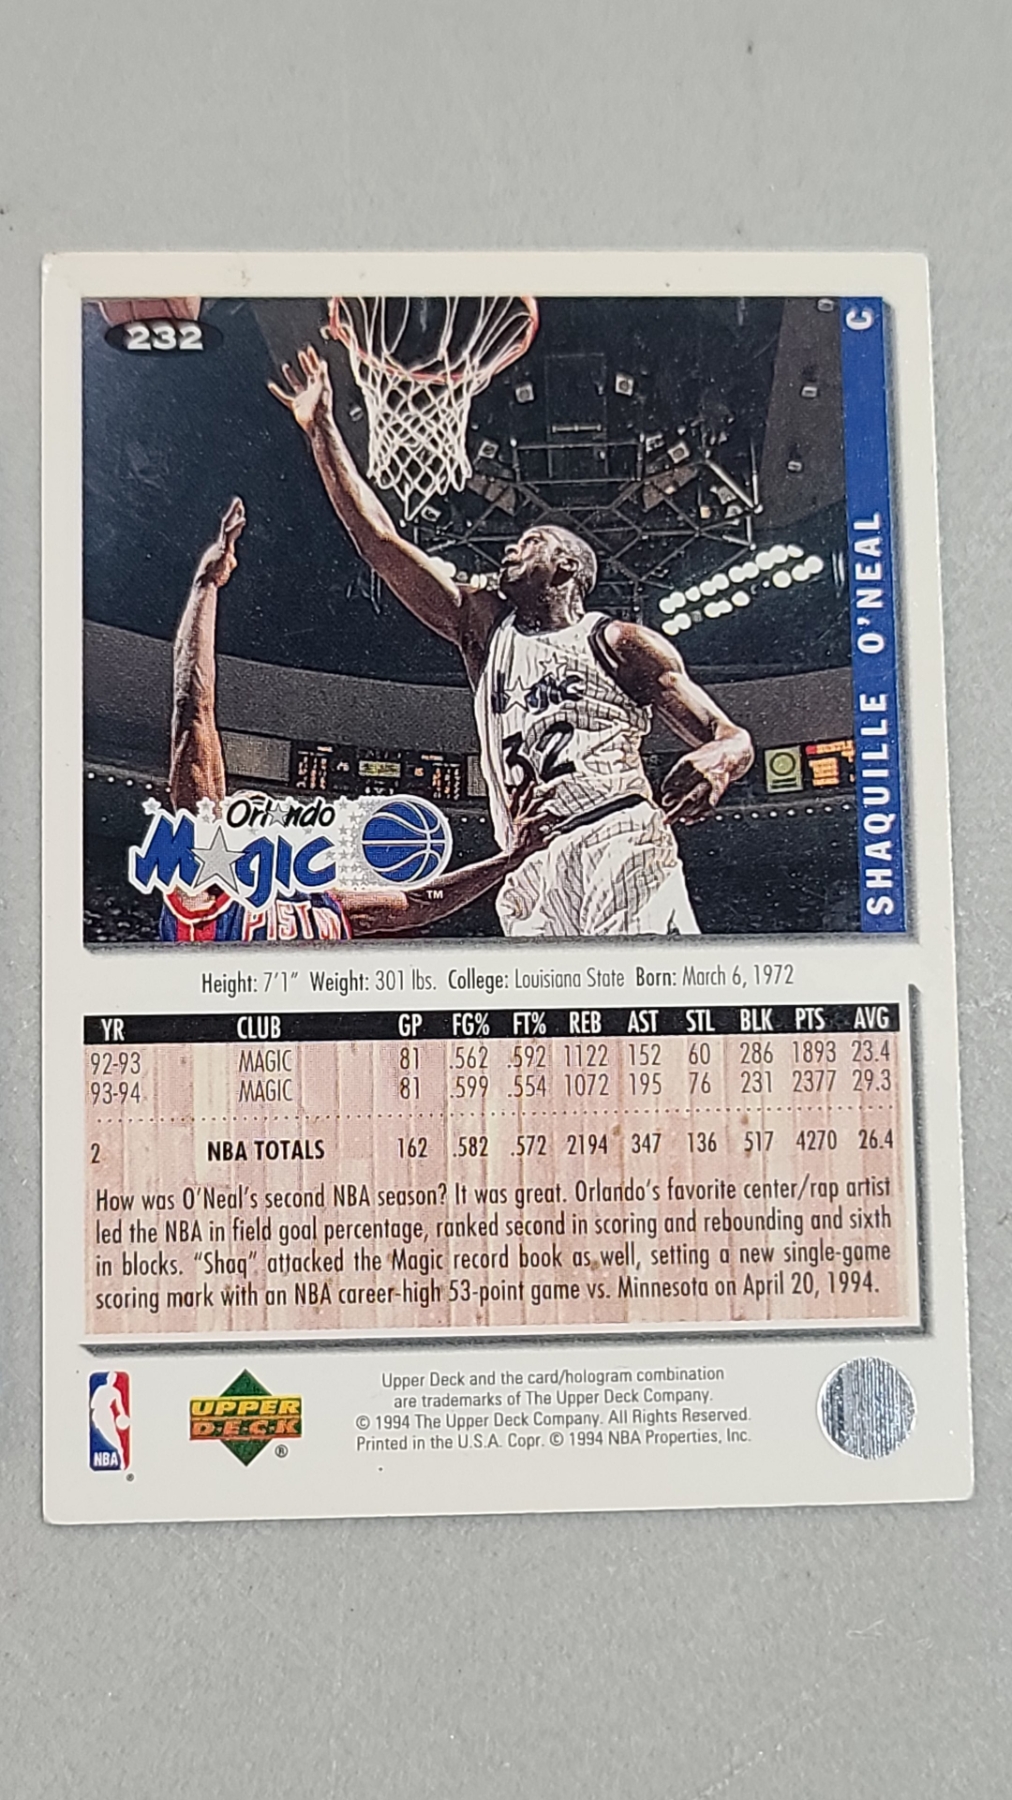 232
C
SHAQUILLE O'NEAL
Magic
32
Orlando
Magic
TM
PISTN
Height: 7'1" Weight: 301 lbs. College: Louisiana State Born: March 6, 1972
YR CLUB GP FG% FT% REB AST STL BLK PTS AVG
92-93 MAGIC 81 .562 .592 1122 152 60 286 1893 23.4
93-94 MAGIC 81 .599 .554 1072 195 76 231 2377 29.3
2 NBA TOTALS 162 .582 .572 2194 347 136 517 4270 26.4
How was O'Neal's second NBA season? It was great. Orlando's favorite center/rap artist
led the NBA in field goal percentage, ranked second in scoring and rebounding and sixth
in blocks. "Shaq" attacked the Magic record book as well, setting a new single-game
scoring mark with an NBA career-high 53-point game vs. Minnesota on April 20, 1994.
NBA
®
UPPER
DECK
®
Upper Deck and the card/hologram combination
are trademarks of The Upper Deck Company.
© 1994 The Upper Deck Company. All Rights Reserved.
Printed in the U.S.A. Copr. © 1994 NBA Properties, Inc.